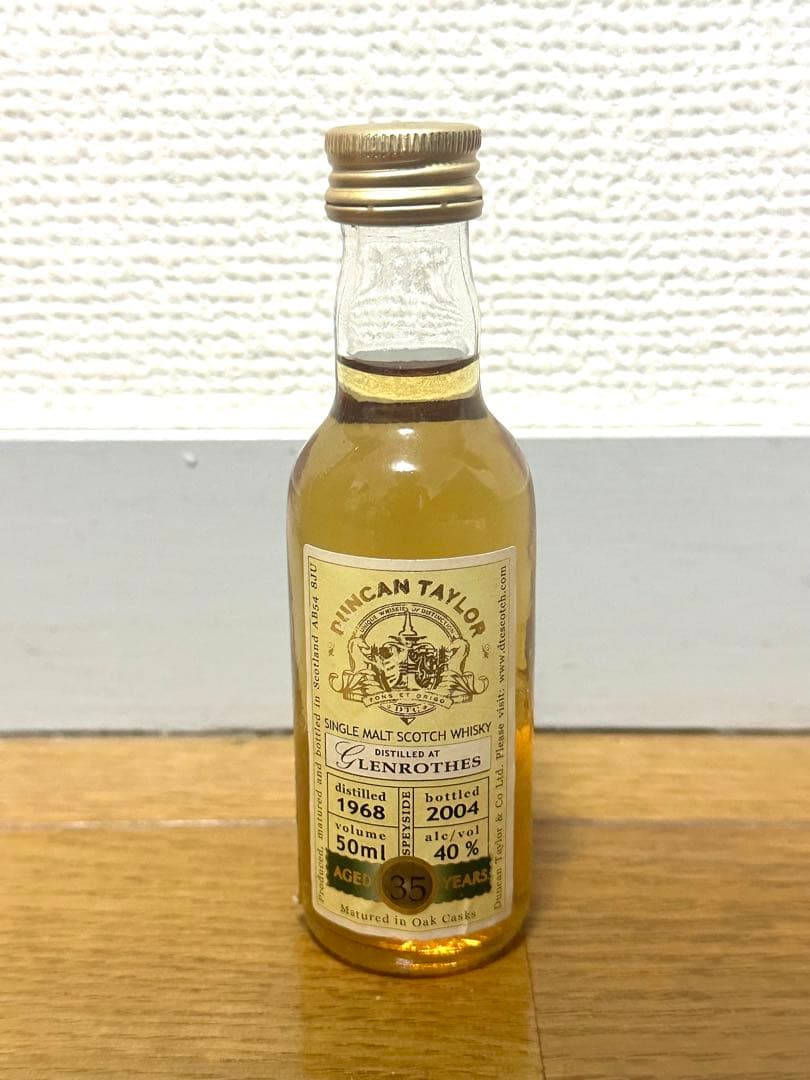 DUNCAN TAYLOR
UNIQUE WHISKIES OF DISTINCTION
FONS ET ORIGO
DTC
SINGLE MALT SCOTCH WHISKY
DISTILLED AT
GLENROTHES
distilled
1968
SPEYSIDE
bottled
2004
volume
50ml
alc/vol
40 %
AGED 35 YEARS
Matured in Oak Casks
Produced, matured and bottled in Scotland AB54 8JU
Duncan Taylor & Co Ltd. Please visit: www.dtcscotch.com